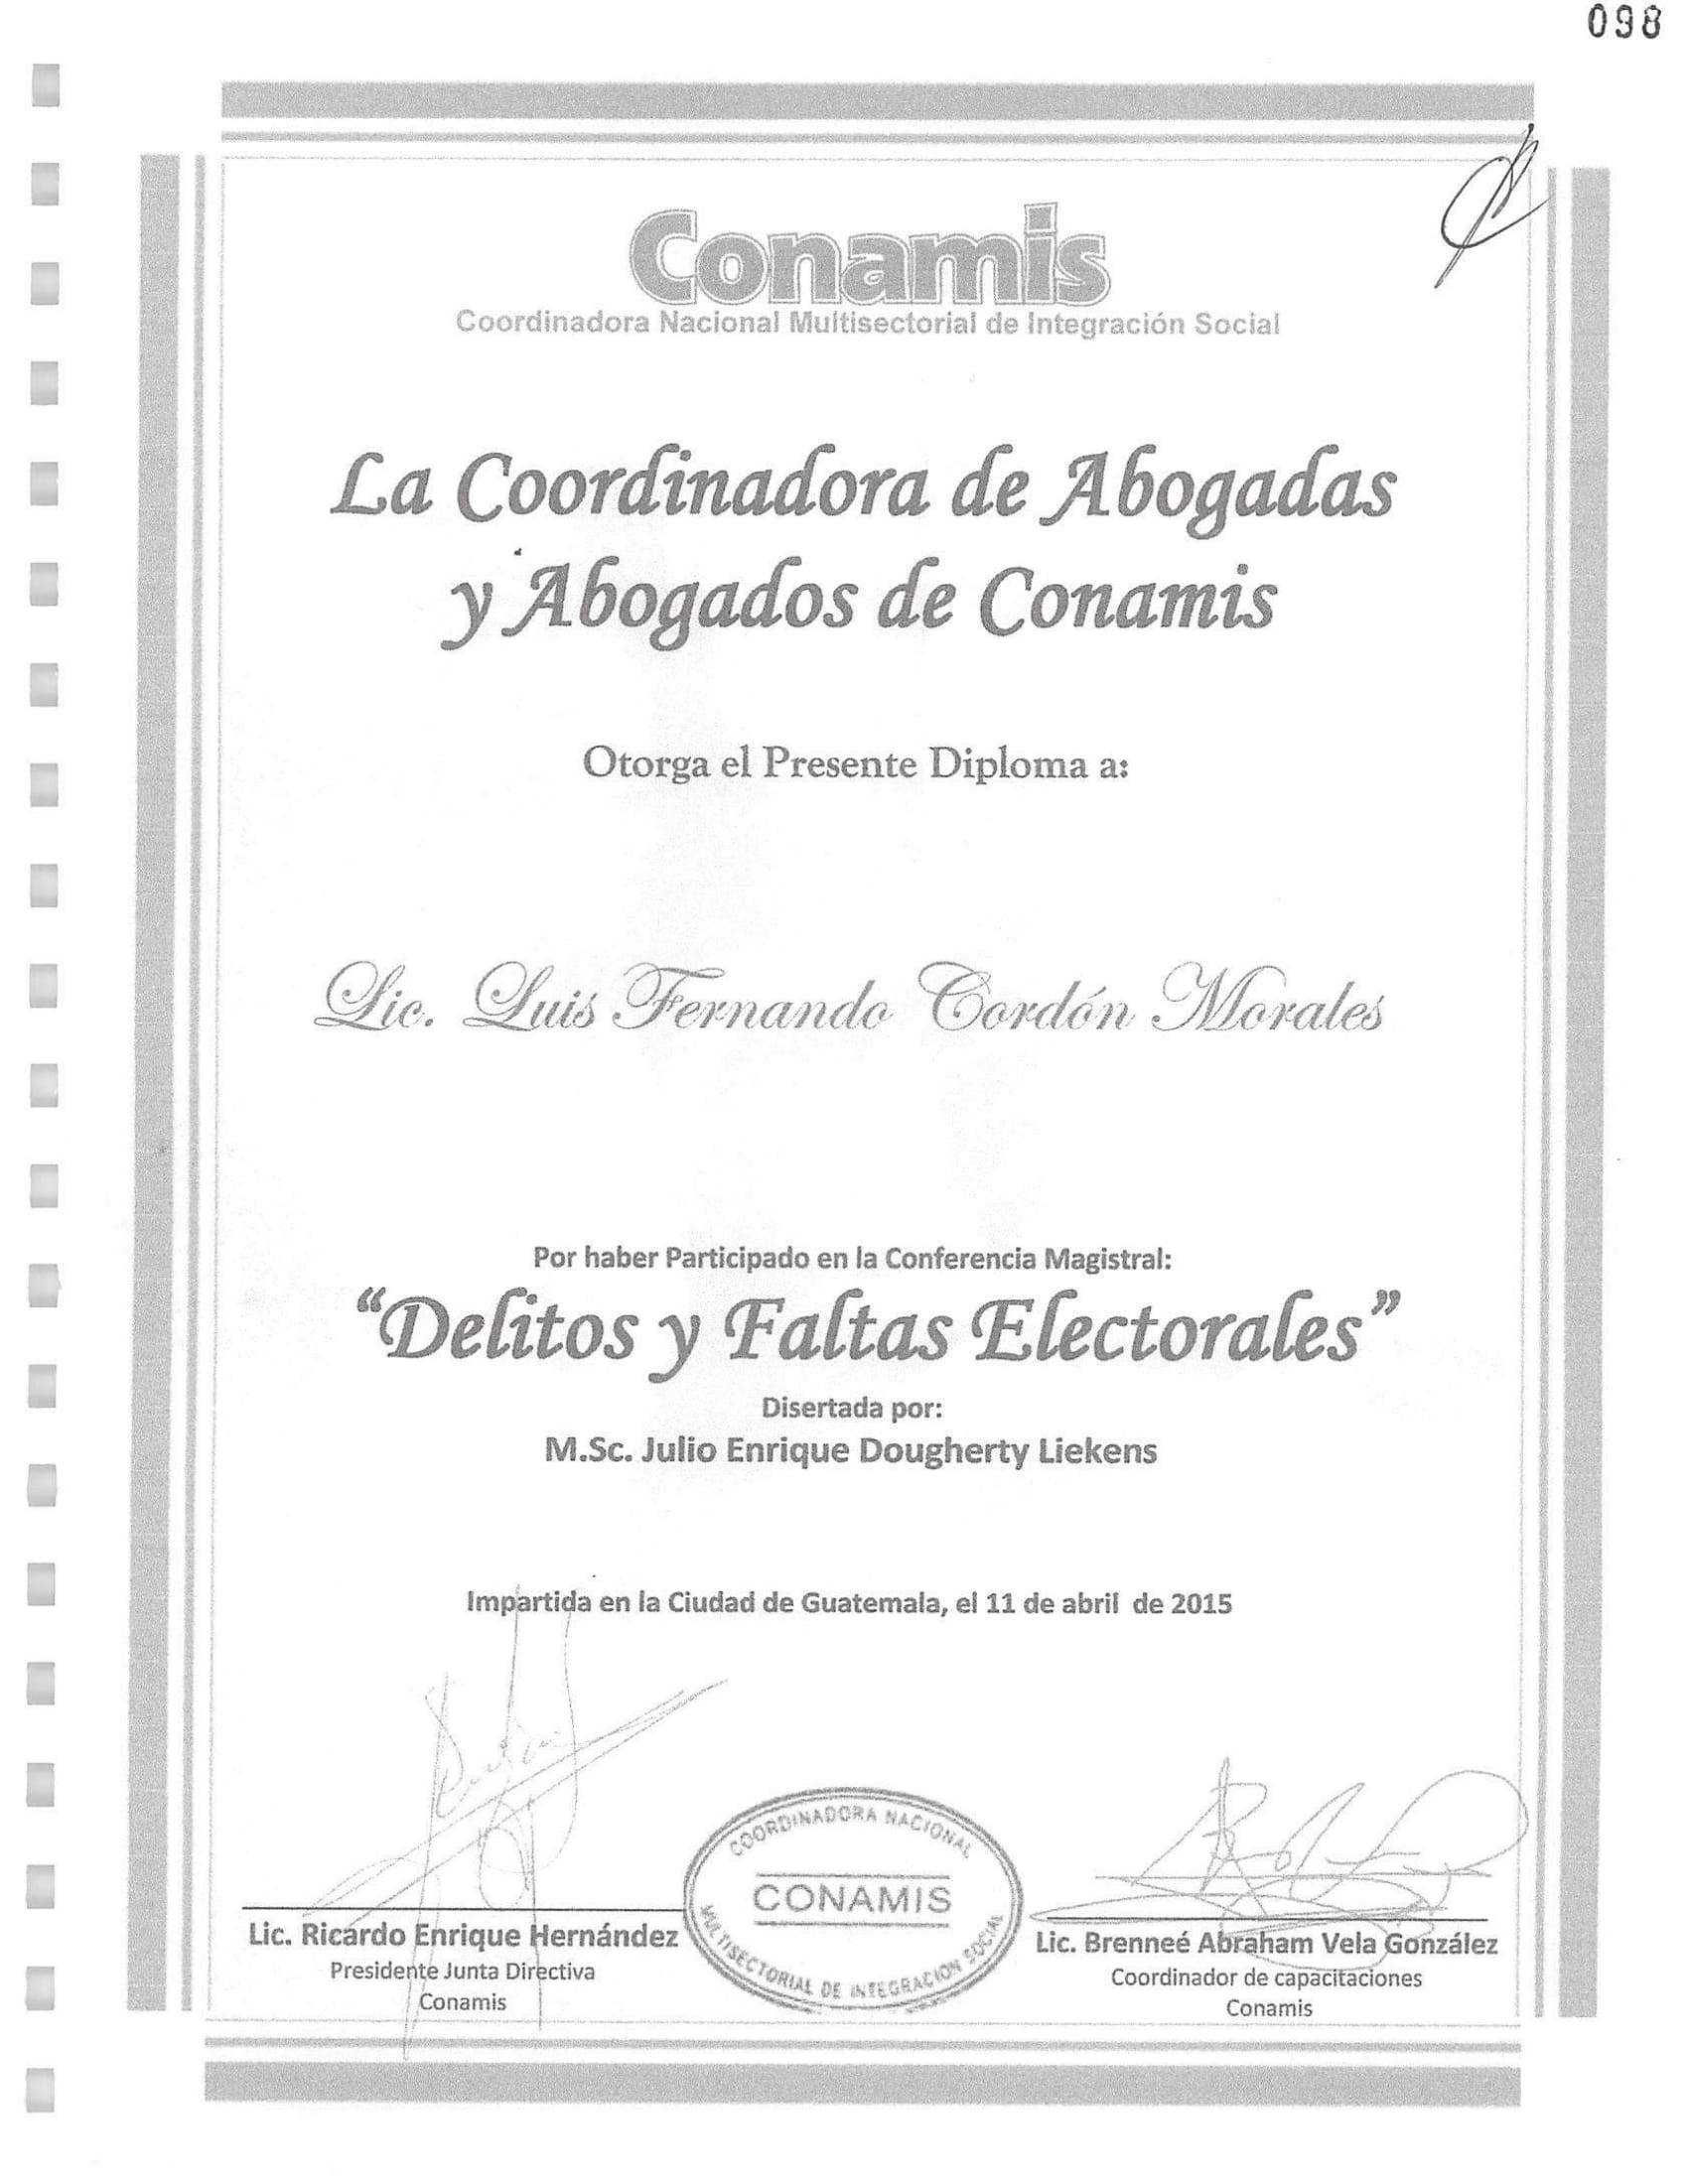 098
Conamis
Coordinadora Nacional Multisectorial de Integración Social
La Coordinadora de Abogadas
y Abogados de Conamis
Otorga el Presente Diploma a:
Lic. Luis Fernando Cordón Morales
Por haber Participado en la Conferencia Magistral:
"Delitos y Faltas Electorales"
Disertada por:
M.Sc. Julio Enrique Dougherty Liekens
Impartida en la Ciudad de Guatemala, el 11 de abril de 2015
COORDINADORA NACIONAL
CONAMIS
MULTISECTORIAL DE INTEGRACION SOCIAL
Lic. Ricardo Enrique Hernández
Presidente Junta Directiva
Conamis
Lic. Brenneé Abraham Vela González
Coordinador de capacitaciones
Conamis